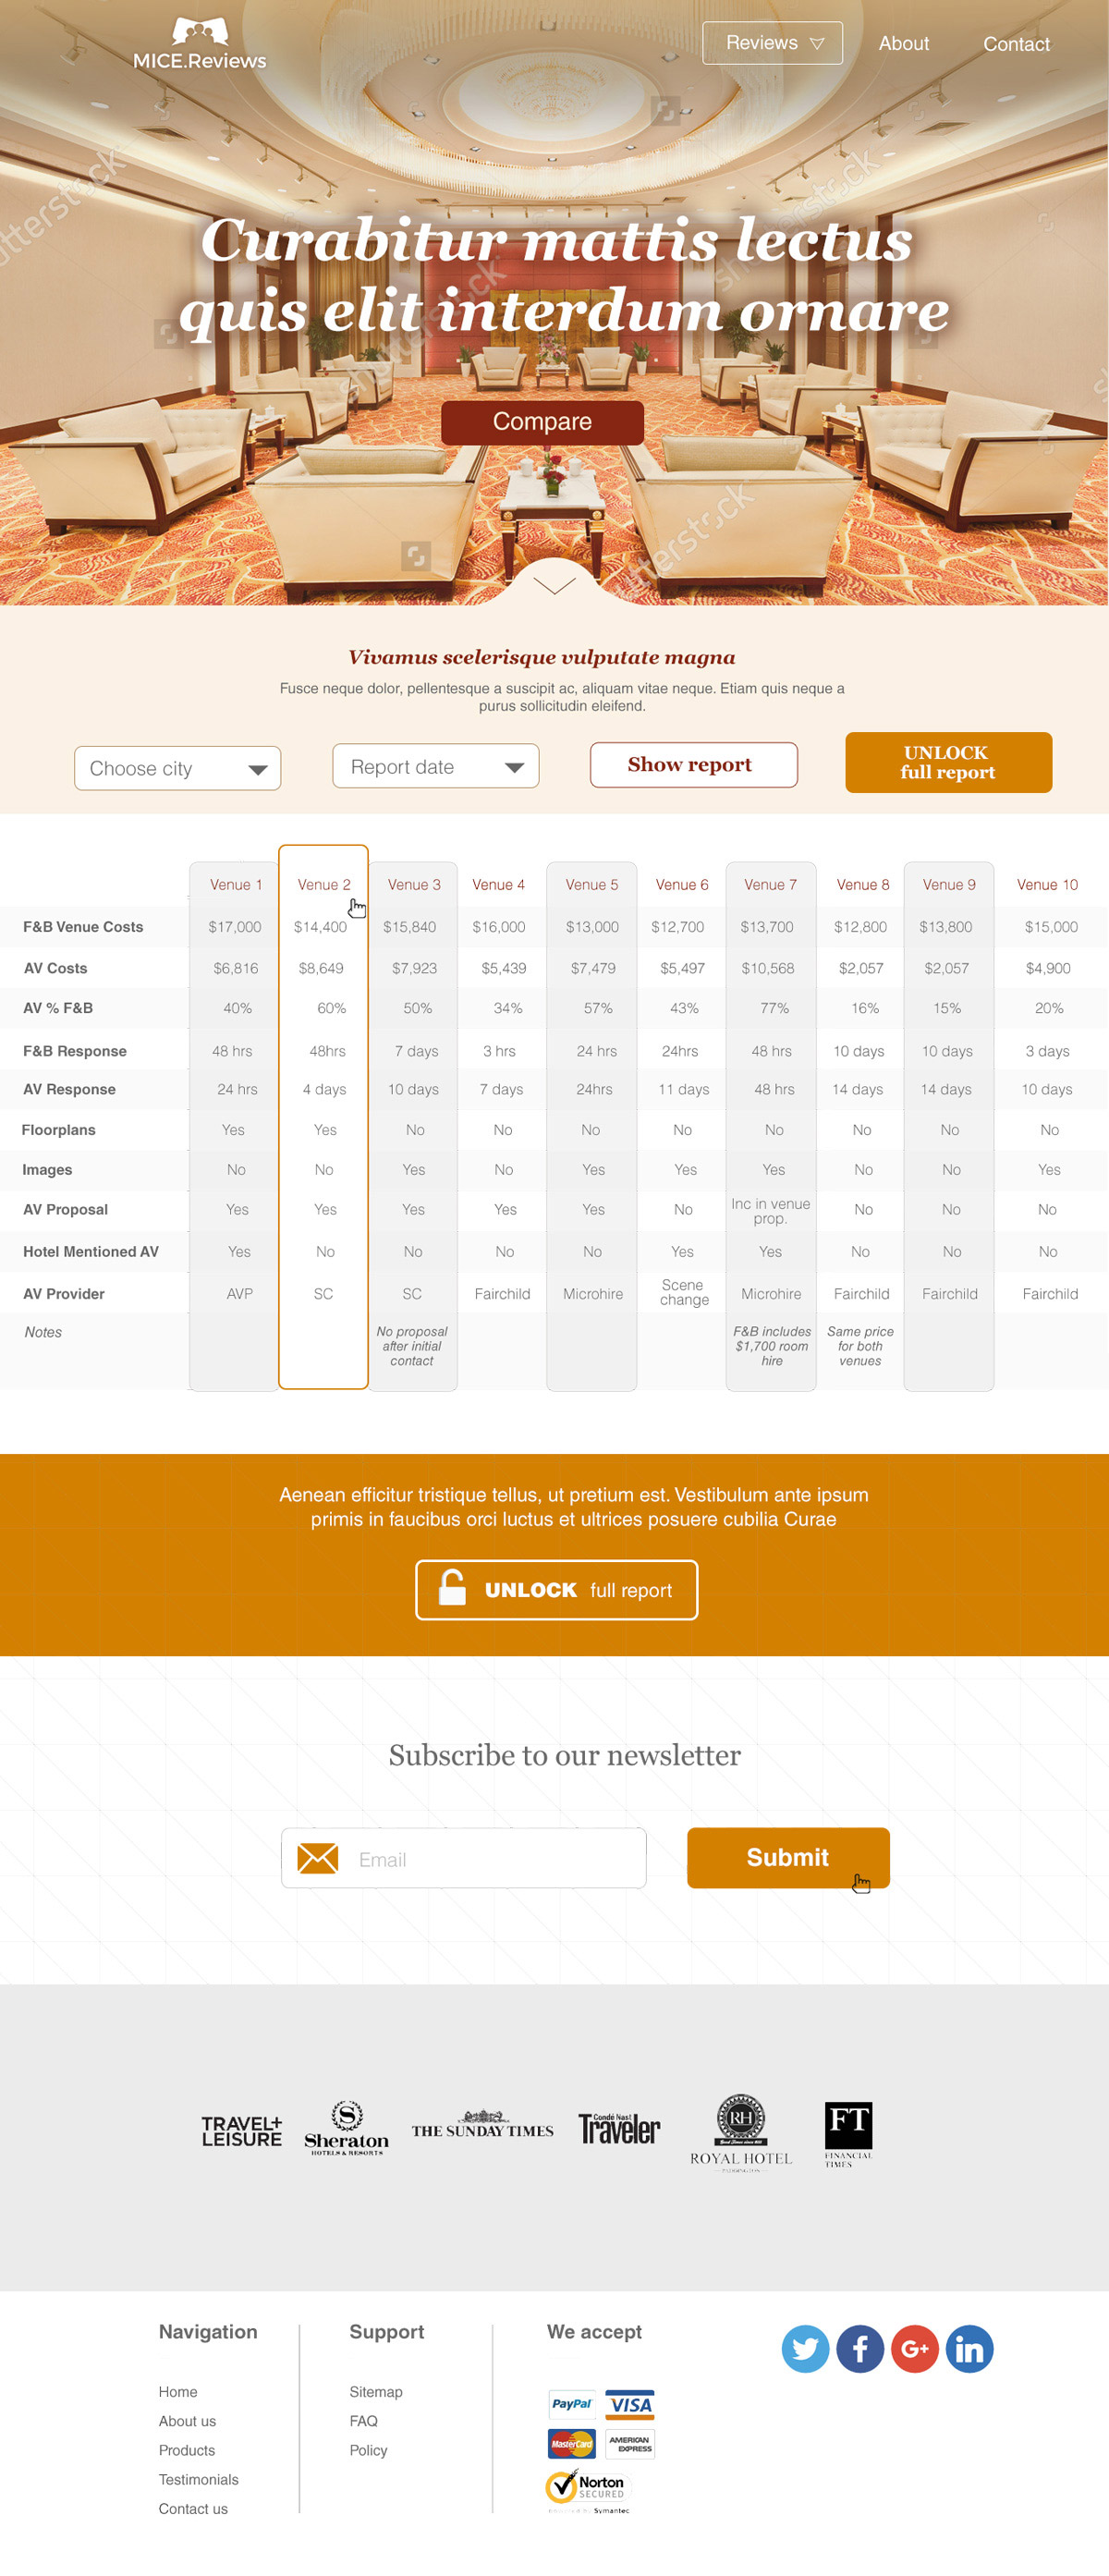 MICE.Reviews
Reviews
About
Contact
shutterstock
Curabitur mattis lectus
quis elit interdum ornare
Compare
Vivamus scelerisque vulputate magna
Fusce neque dolor, pellentesque a suscipit ac, aliquam vitae neque. Etiam quis neque a
purus sollicitudin eleifend.
Choose city
Report date
Show report
UNLOCK
full report
Venue 1 Venue 2 Venue 3 Venue 4 Venue 5 Venue 6 Venue 7 Venue 8 Venue 9 Venue 10
F&B Venue Costs $17,000 $14,400 $15,840 $16,000 $13,000 $12,700 $13,700 $12,800 $13,800 $15,000
AV Costs $6,816 $8,649 $7,923 $5,439 $7,479 $5,497 $10,568 $2,057 $2,057 $4,900
AV % F&B 40% 60% 50% 34% 57% 43% 77% 16% 15% 20%
F&B Response 48 hrs 48hrs 7 days 3 hrs 24 hrs 24hrs 48 hrs 10 days 10 days 3 days
AV Response 24 hrs 4 days 10 days 7 days 24hrs 11 days 48 hrs 14 days 14 days 10 days
Floorplans Yes Yes No No No No No No No No
Images No No Yes No Yes Yes Yes No No Yes
AV Proposal Yes Yes Yes Yes Yes No Inc in venue prop. No No No
Hotel Mentioned AV Yes No No No No Yes Yes No No No
AV Provider AVP SC SC Fairchild Microhire Scene change Microhire Fairchild Fairchild Fairchild
Notes No proposal after initial contact F&B includes $1,700 room hire Same price for both venues
Aenean efficitur tristique tellus, ut pretium est. Vestibulum ante ipsum
primis in faucibus orci luctus et ultrices posuere cubilia Curae
UNLOCK full report
Subscribe to our newsletter
Email
Submit
TRAVEL+
LEISURE
S
Sheraton
HOTELS & RESORTS
THE SUNDAY TIMES
Condé Nast
Traveler
RH
ROYAL HOTEL
FT
FINANCIAL
TIMES
Navigation
Home
About us
Products
Testimonials
Contact us
Support
Sitemap
FAQ
Policy
We accept
PayPal
VISA
MasterCard
AMERICAN
EXPRESS
Norton
SECURED
Symantec
f
G+
in